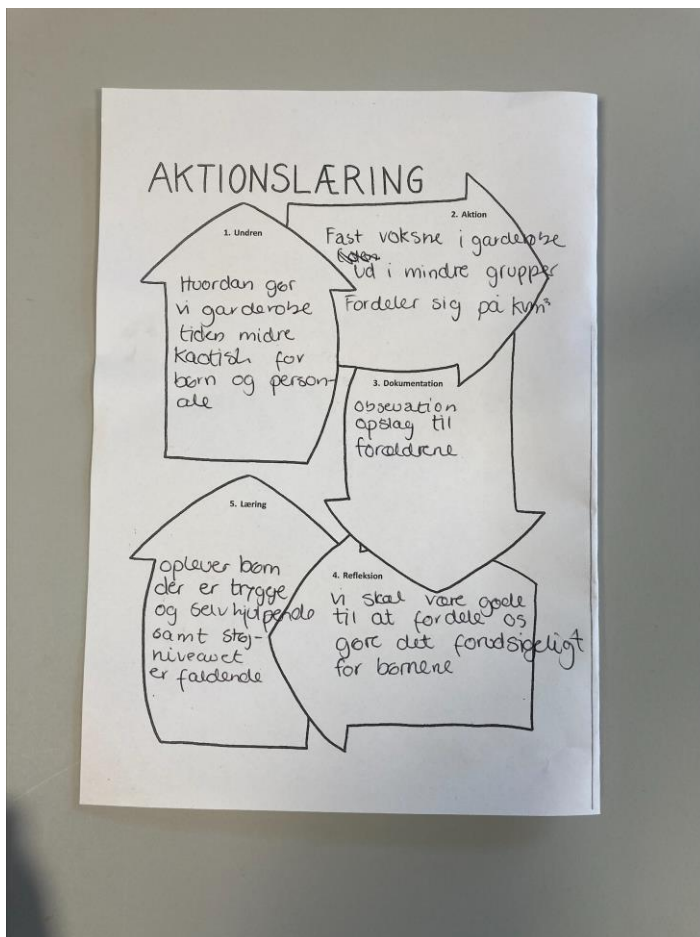 AKTIONSLÆRING
1. Undren
Hvordan gør
vi garderobe
tiden midre
kaotisk for
børn og person-
ale
2. Aktion
Fast voksne i garderobe
Ud i mindre grupper
Fordeler sig på kvm³
3. Dokumentation
Obsevation
opslag til
forældrene
4. Refleksion
Vi skal være gode
til at fordele os
gøre det forudsigeligt
for børnene
5. Læring
oplever børn
der er trygge
og selvhjulpende
samt støj-
niveauet
er faldende